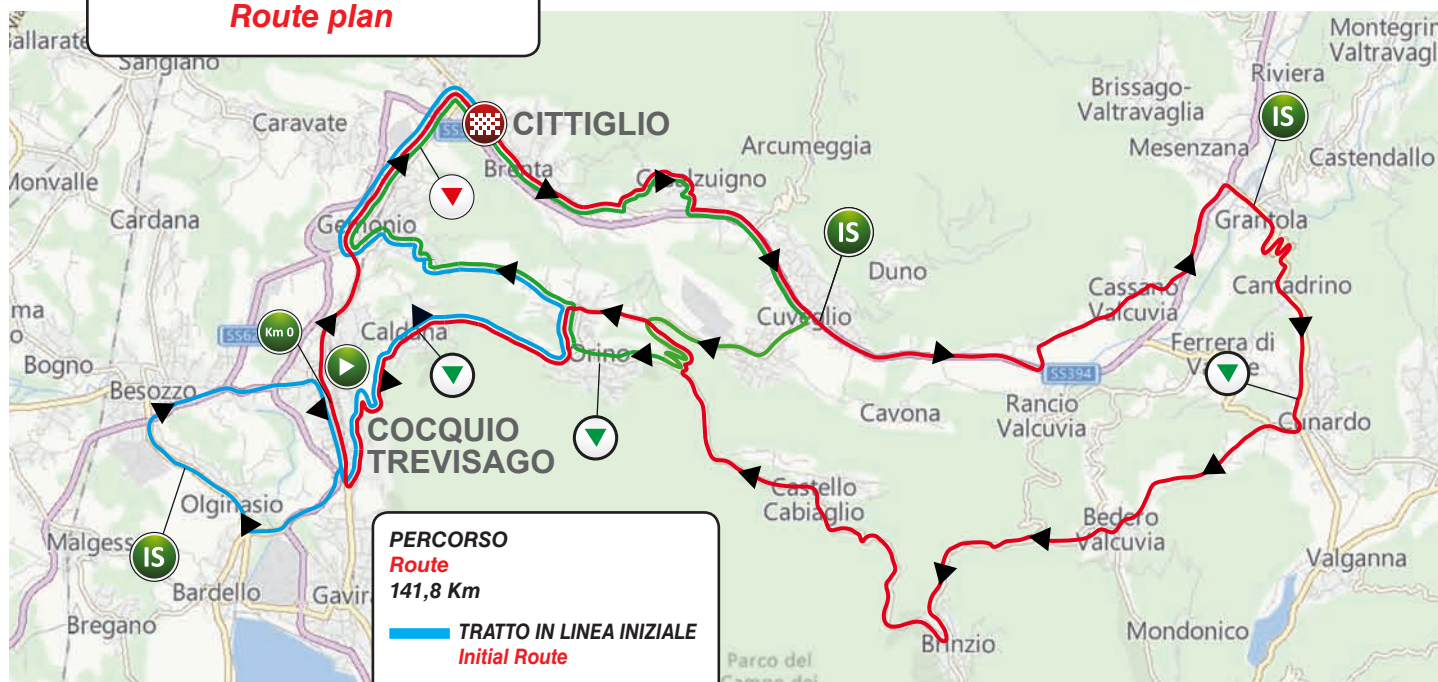 Route plan
Sangiano
Montegrin
Valtravagl
Riviera
Brissago-
Valtravaglia
IS
Caravate
CITTIGLIO
Arcumeggia
Mesenzana
Castendallo
Brenta
Casalzuigno
Monvalle
Cardana
Gemonio
Grantola
IS
Duno
Camadrino
Cassano
Valcuvia
Cuveglio
Km 0
Caldana
Ferrera di
Bogno
Orino
SS394
Besozzo
Rancio
Valcuvia
Cavona
Cunardo
COCQUIO
TREVISAGO
Castello
Cabiaglio
Olginasio
Bedero
Valcuvia
Malgess
IS
Valganna
PERCORSO
Route
141,8 Km
Bardello
Gavir
Bregano
TRATTO IN LINEA INIZIALE
Initial Route
Mondonico
Brinzio
Parco del